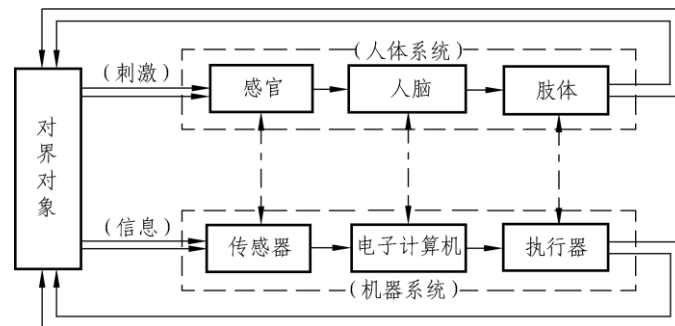 (人体系统)
(刺激)
感官
人脑
肢体
对界对象
(信息)
传感器
电子计算机
执行器
(机器系统)